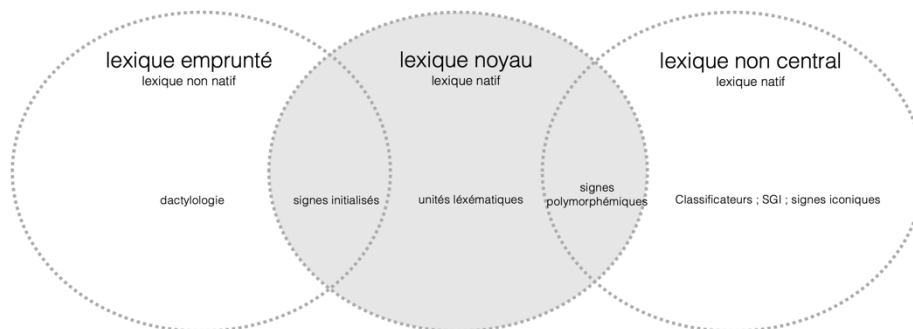 lexique emprunté
lexique non natif
lexique noyau
lexique natif
lexique non central
lexique natif
dactylologie
signes initialisés
unités léxématiques
signes
polymorphémiques
Classificateurs ; SGI ; signes iconiques